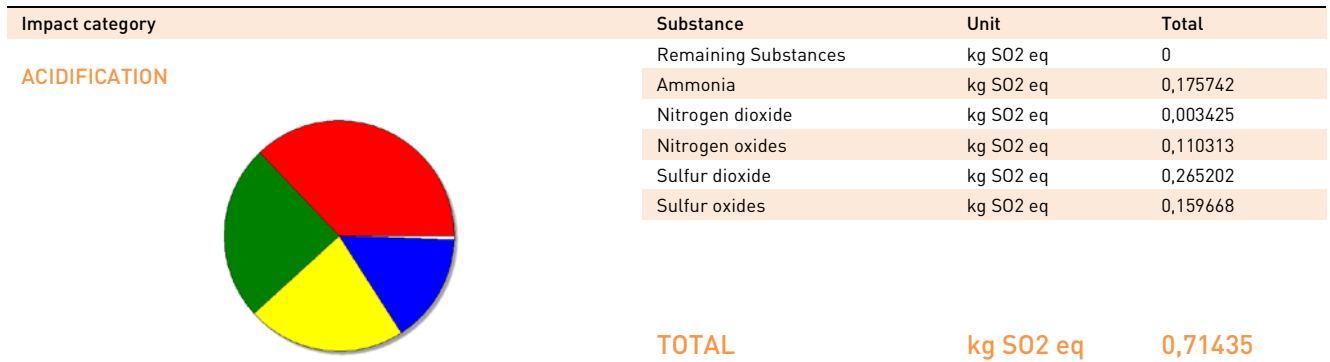 Impact category Substance Unit Total
ACIDIFICATION
Remaining Substances kg SO2 eq 0
Ammonia kg SO2 eq 0,175742
Nitrogen dioxide kg SO2 eq 0,003425
Nitrogen oxides kg SO2 eq 0,110313
Sulfur dioxide kg SO2 eq 0,265202
Sulfur oxides kg SO2 eq 0,159668
TOTAL kg SO2 eq 0,71435